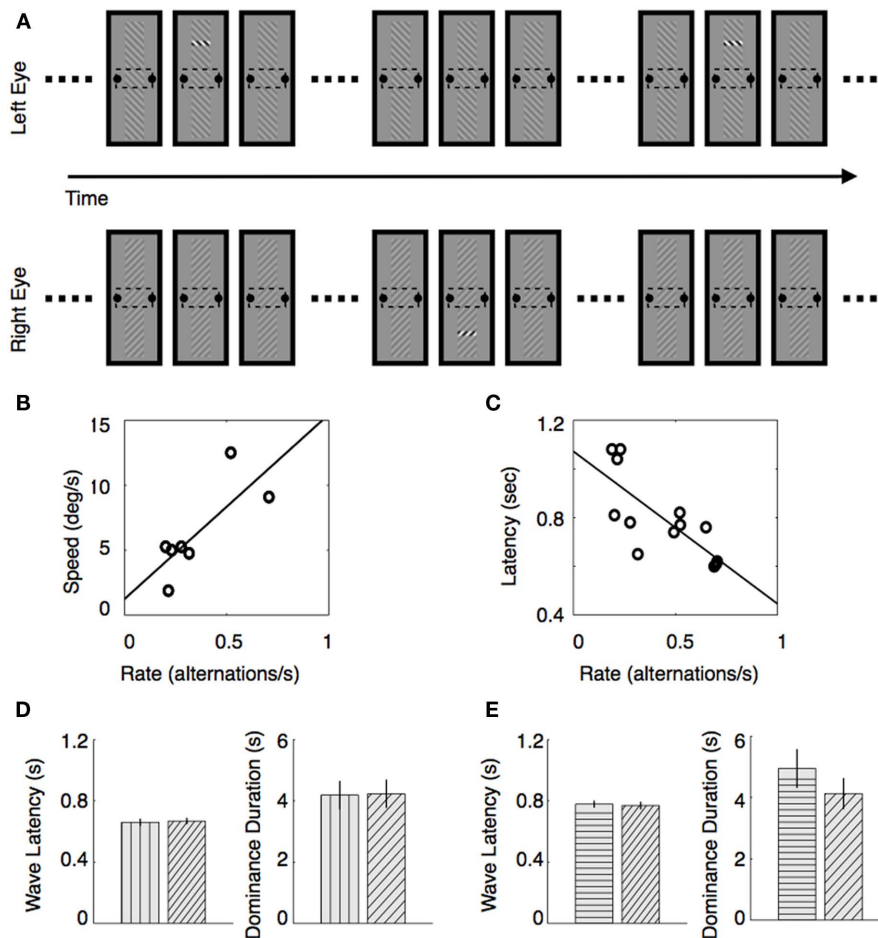 A
Left Eye
Time
Right Eye
B
15
10
5
0
Speed (deg/s)
0 0.5 1
Rate (alternations/s)
C
1.2
0.8
0.4
Latency (sec)
0 0.5 1
Rate (alternations/s)
D
1.2
0.8
0.4
0
Wave Latency (s)
6
4
2
0
Dominance Duration (s)
E
1.2
0.8
0.4
0
Wave Latency (s)
6
4
2
0
Dominance Duration (s)